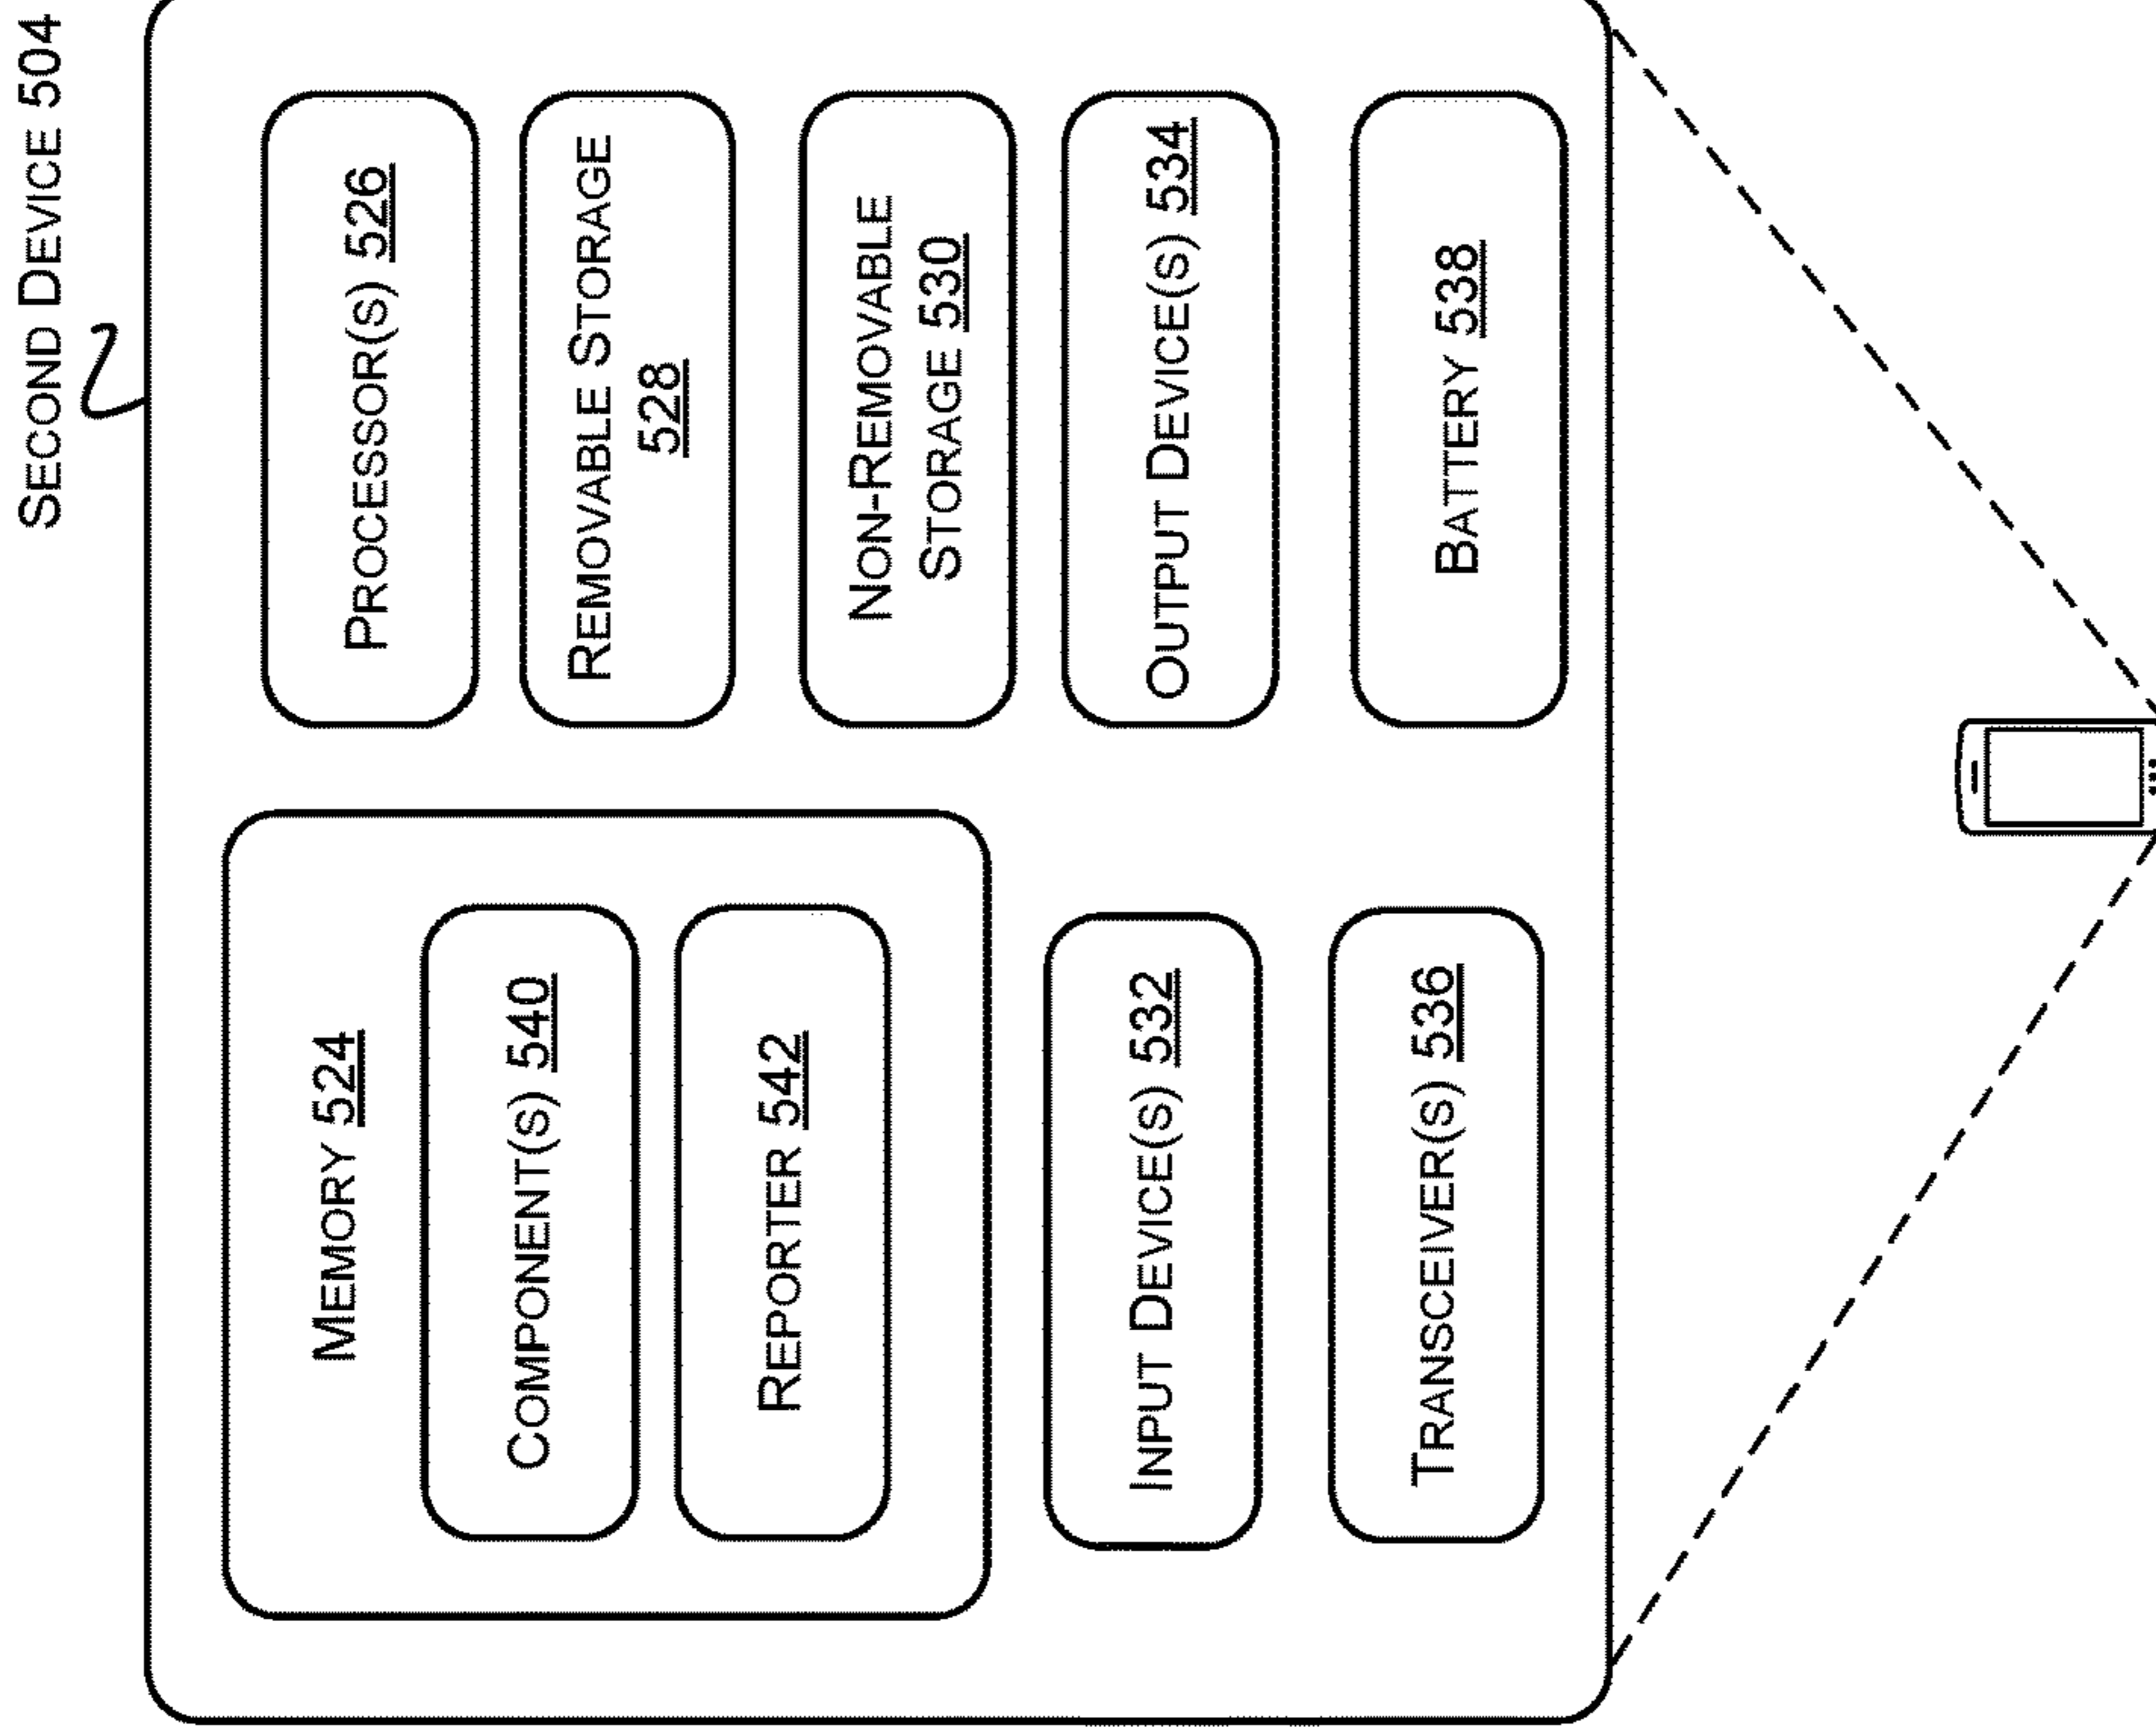 SECOND DEVICE 504
MEMORY 524
COMPONENT(S) 540
REPORTER 542
INPUT DEVICE(S) 532
TRANSCEIVER(S) 536
PROCESSOR(S) 526
REMOVABLE STORAGE
528
NON-REMOVABLE
STORAGE 530
OUTPUT DEVICE(S) 534
BATTERY 538